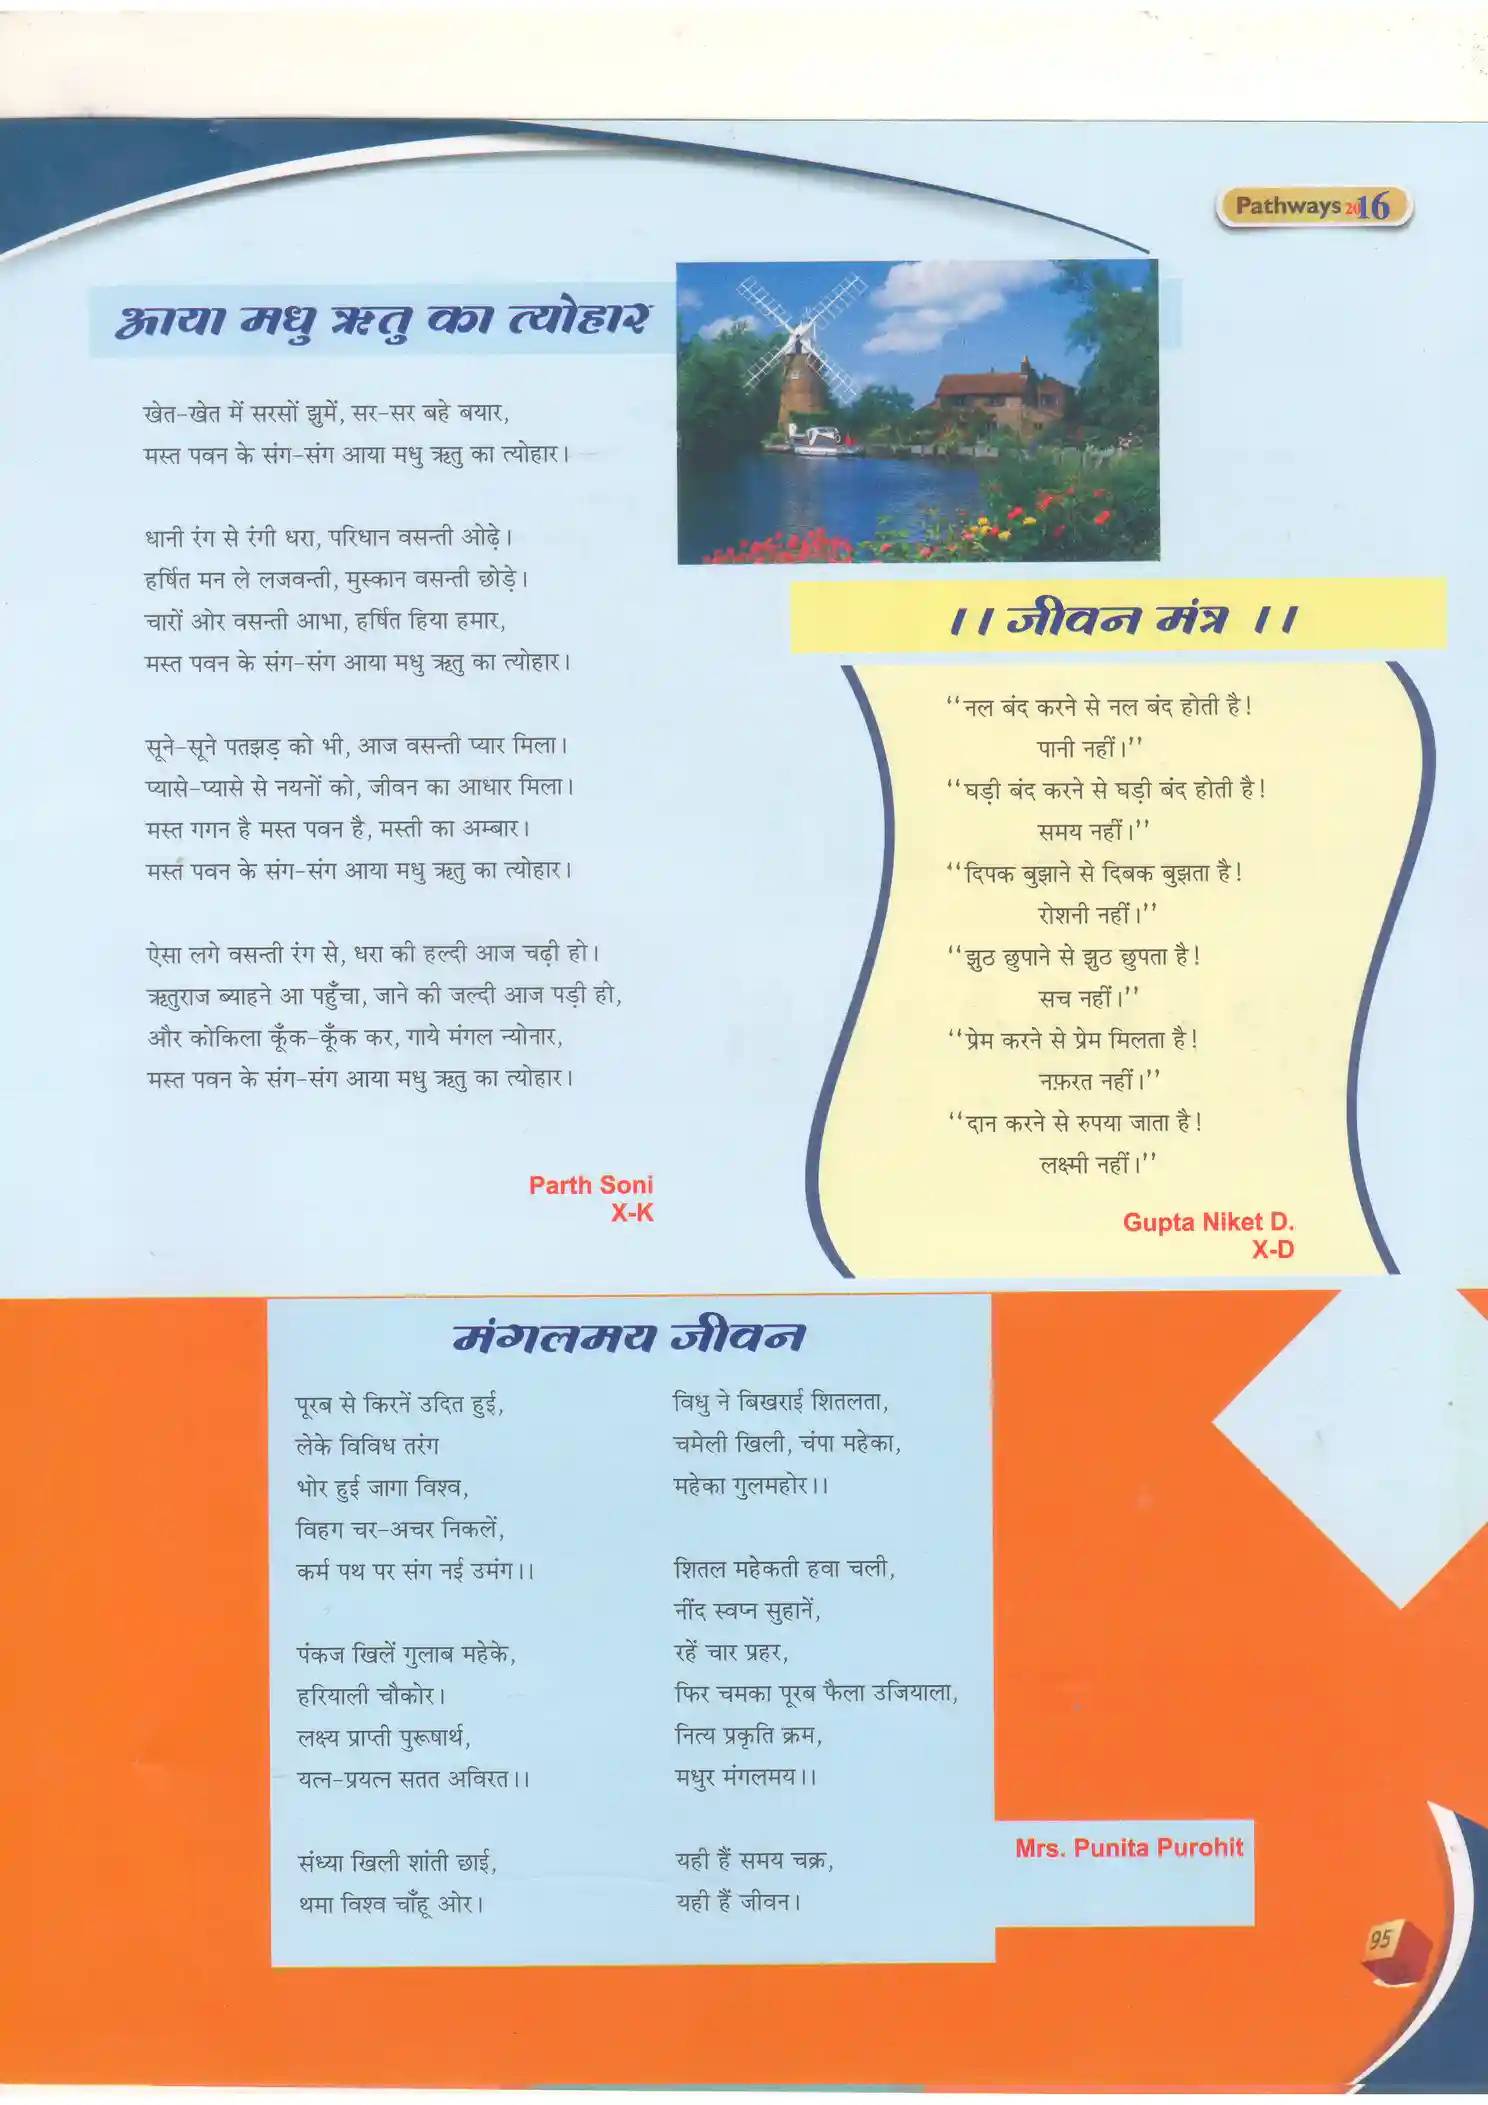 Pathways 2016
आया मधु ऋतु का त्योहार
खेत-खेत में सरसों झुमें, सर-सर बहे बयार,
मस्त पवन के संग-संग आया मधु ऋतु का त्योहार।
धानी रंग से रंगी धरा, परिधान वसन्ती ओढ़े।
हर्षित मन ले लजवन्ती, मुस्कान वसन्ती छोड़े।
चारों ओर वसन्ती आभा, हर्षित हिया हमार,
मस्त पवन के संग-संग आया मधु ऋतु का त्योहार।
सूने-सूने पतझड़ को भी, आज वसन्ती प्यार मिला।
प्यासे-प्यासे से नयनों को, जीवन का आधार मिला।
मस्त गगन है मस्त पवन है, मस्ती का अम्बार।
मस्त पवन के संग-संग आया मधु ऋतु का त्योहार।
ऐसा लगे वसन्ती रंग से, धरा की हल्दी आज चढ़ी हो।
ऋतुराज ब्याहने आ पहुँचा, जाने की जल्दी आज पड़ी हो,
और कोकिला कूँक-कूँक कर, गाये मंगल न्योनार,
मस्त पवन के संग-संग आया मधु ऋतु का त्योहार।
Parth Soni
X-K
।। जीवन मंत्र ।।
“नल बंद करने से नल बंद होती है!
पानी नहीं।”
“घड़ी बंद करने से घड़ी बंद होती है!
समय नहीं।”
“दिपक बुझाने से दिबक बुझता है!
रोशनी नहीं।”
“झुठ छुपाने से झुठ छुपता है!
सच नहीं।”
“प्रेम करने से प्रेम मिलता है!
नफ़रत नहीं।”
“दान करने से रुपया जाता है!
लक्ष्मी नहीं।”
Gupta Niket D.
X-D
मंगलमय जीवन
पूरब से किरनें उदित हुई,
लेके विविध तरंग
भोर हुई जागा विश्व,
विहग चर-अचर निकलें,
कर्म पथ पर संग नई उमंग।।
पंकज खिलें गुलाब महेके,
हरियाली चौकोर।
लक्ष्य प्राप्ती पुरूषार्थ,
यत्न-प्रयत्न सतत अविरत।।
संध्या खिली शांती छाई,
थमा विश्व चाँहू ओर।
विधु ने बिखराई शितलता,
चमेली खिली, चंपा महेका,
महेका गुलमहोर।।
शितल महेकती हवा चली,
नींद स्वप्न सुहानें,
रहें चार प्रहर,
फिर चमका पूरब फैला उजियाला,
नित्य प्रकृति क्रम,
मधुर मंगलमय।।
यही हैं समय चक्र,
यही हैं जीवन।
Mrs. Punita Purohit
95